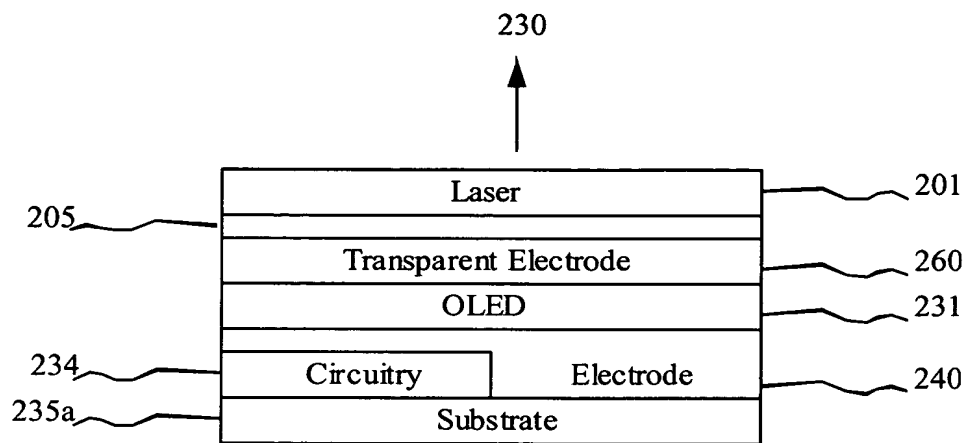 230
Laser
201
205
Transparent Electrode
260
OLED
231
234
Circuitry
Electrode
240
235a
Substrate